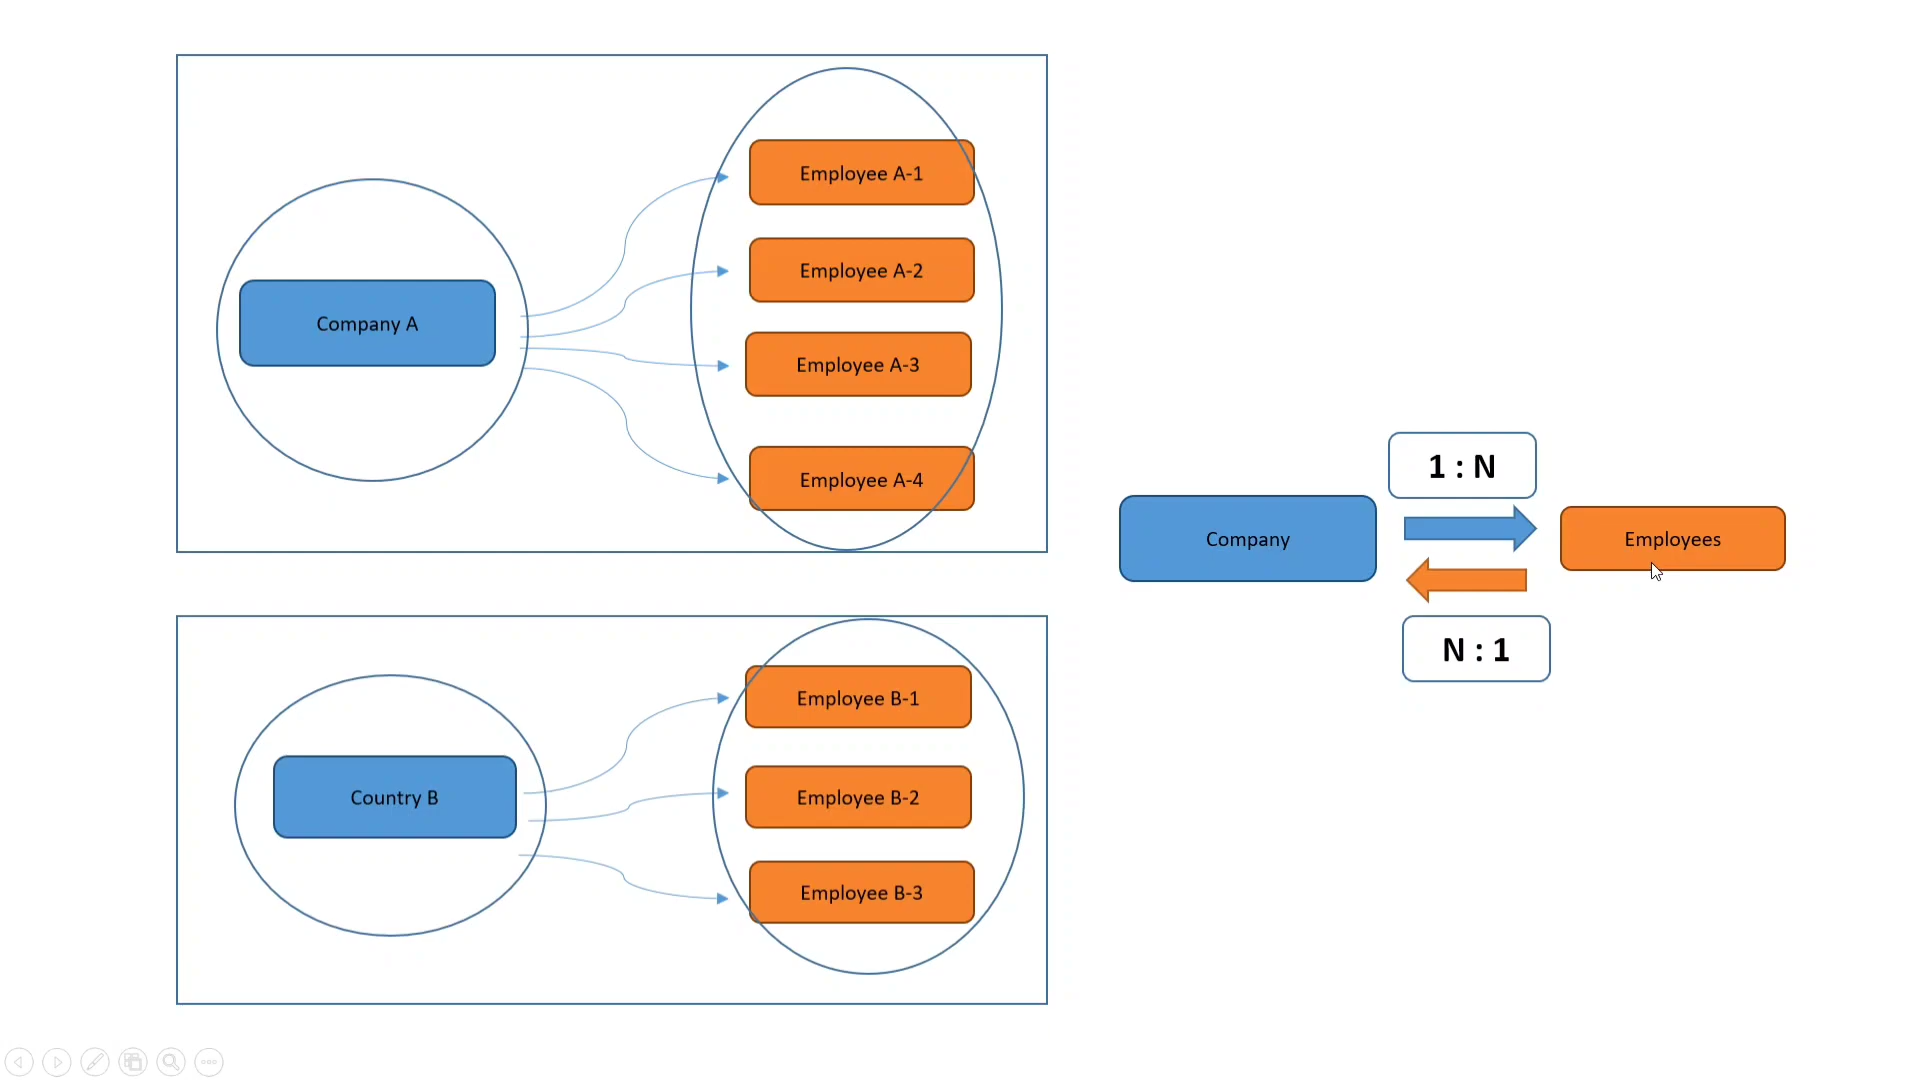 Company A
Employee A-1
Employee A-2
Employee A-3
Employee A-4
Country B
Employee B-1
Employee B-2
Employee B-3
1 : N
Company
Employees
N : 1